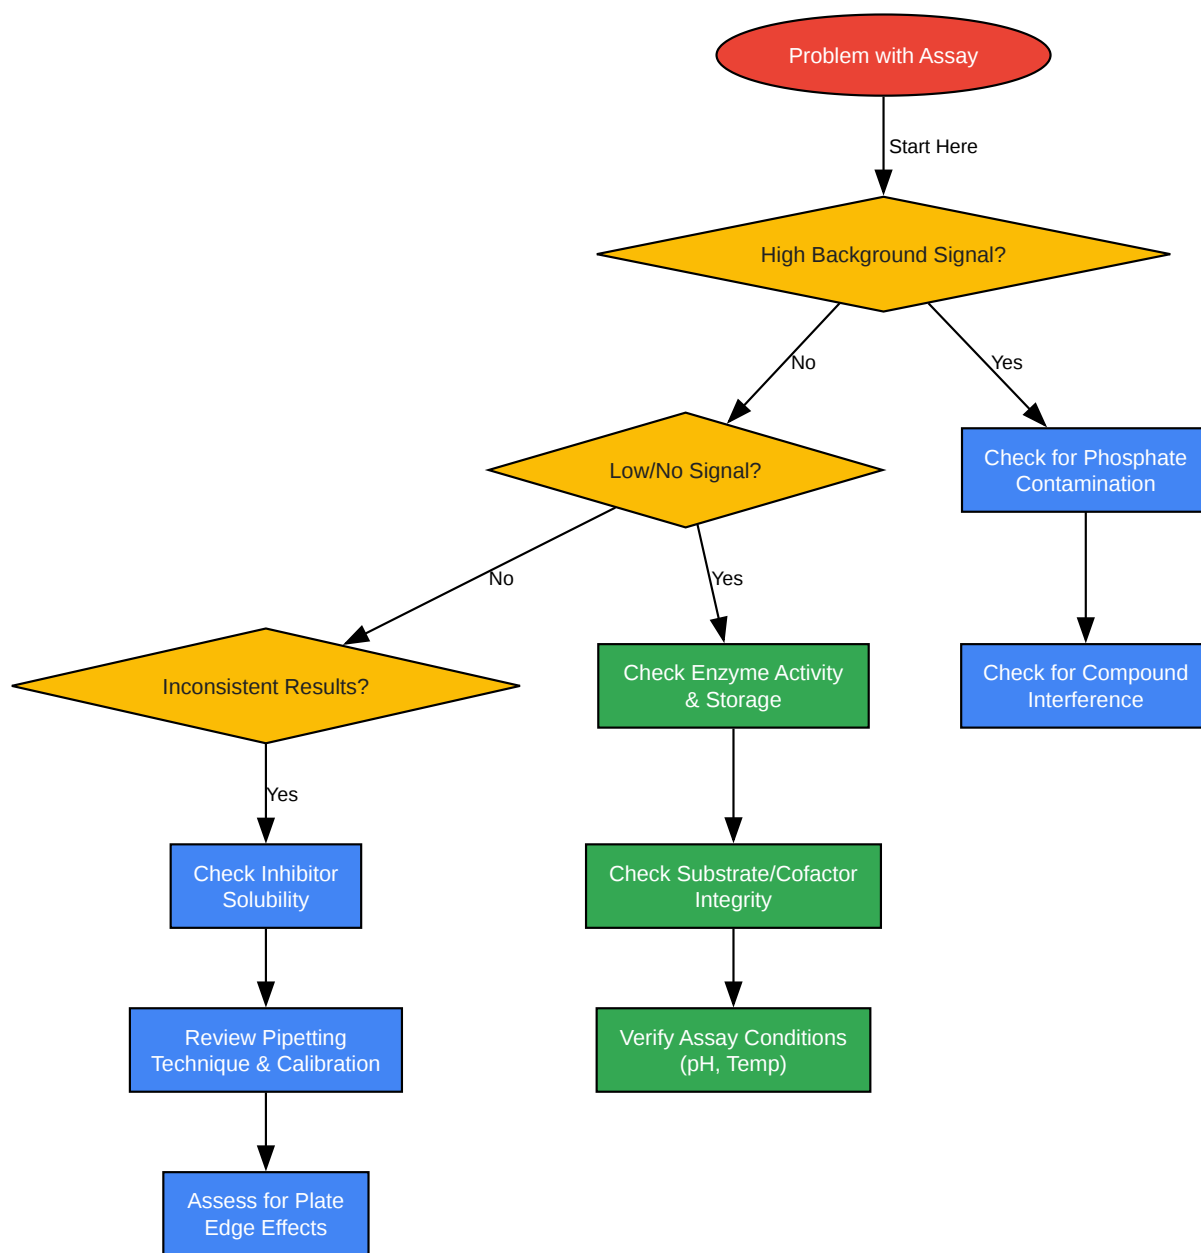 Problem with Assay
Start Here
High Background Signal?
No
Yes
Low/No Signal?
Check for Phosphate
Contamination
No
Yes
Inconsistent Results?
Check Enzyme Activity
& Storage
Check for Compound
Interference
Yes
Check Inhibitor
Solubility
Check Substrate/Cofactor
Integrity
Review Pipetting
Technique & Calibration
Verify Assay Conditions
(pH, Temp)
Assess for Plate
Edge Effects